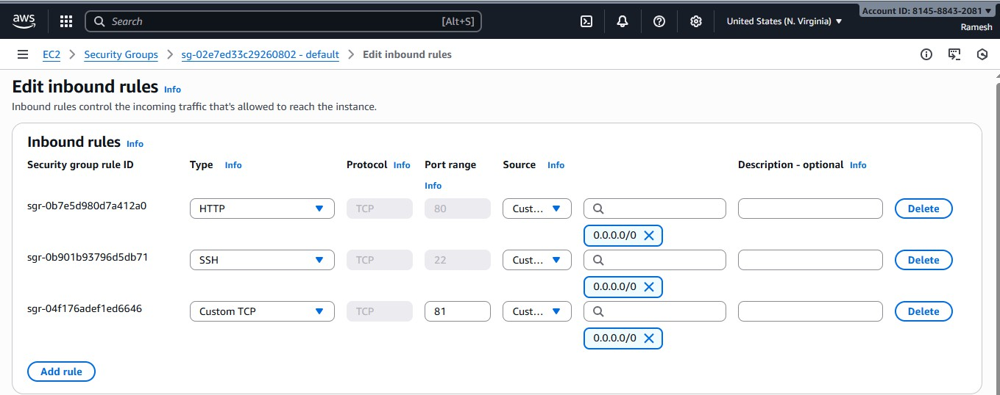 aws Search [Alt+S] United States (N. Virginia) Account ID: 8145-8843-2081
Ramesh
EC2 Security Groups sg-02e7ed33c29260802 - default Edit inbound rules
Edit inbound rules Info
Inbound rules control the incoming traffic that's allowed to reach the instance.
Inbound rules Info
Security group rule ID Type Info Protocol Info Port range Source Info Description - optional Info
Info
sgr-0b7e5d980d7a412a0 HTTP TCP 80 Cust... Delete
0.0.0.0/0
sgr-0b901b93796d5db71 SSH TCP 22 Cust... Delete
0.0.0.0/0
sgr-04f176adef1ed6646 Custom TCP TCP 81 Cust... Delete
0.0.0.0/0
Add rule